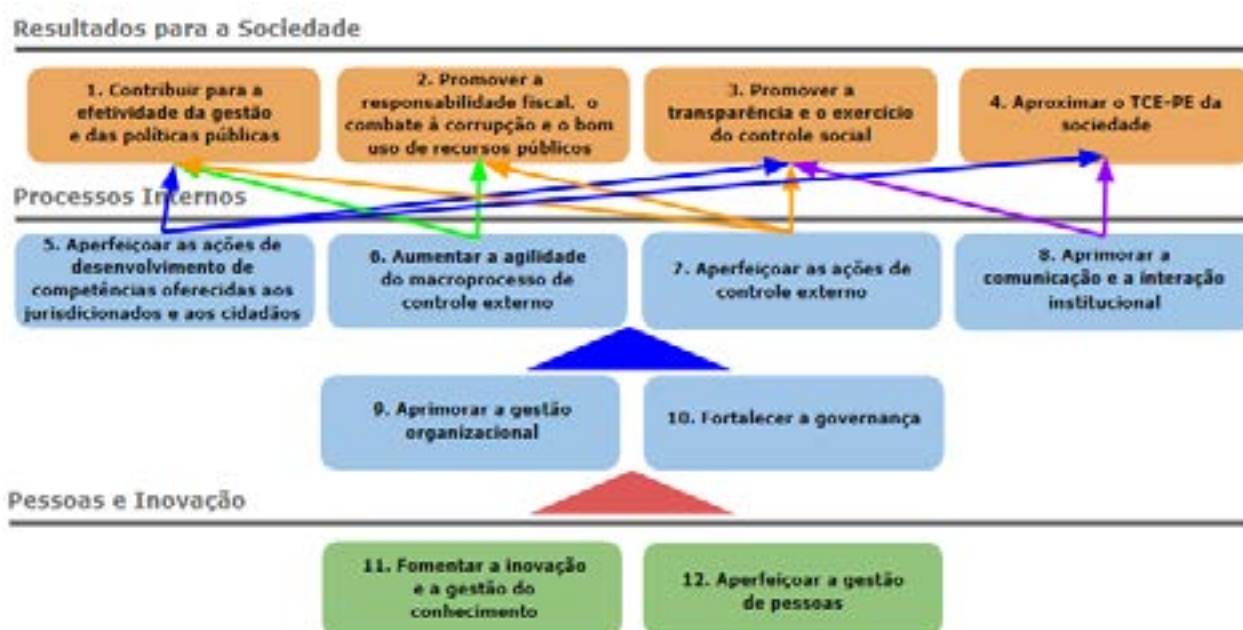 Resultados para a Sociedade
1. Contribuir para a
efetividade da gestão
e das políticas públicas
2. Promover a
responsabilidade fiscal, o
combate à corrupção e o bom
uso de recursos públicos
3. Promover a
transparência e o exercício
do controle social
4. Aproximar o TCE-PE da
sociedade
Processos Internos
5. Aperfeiçoar as ações de
desenvolvimento de
competências oferecidas aos
jurisdicionados e aos cidadãos
6. Aumentar a agilidade
do macroprocesso de
controle externo
7. Aperfeiçoar as ações de
controle externo
8. Aprimorar a
comunicação e a interação
institucional
9. Aprimorar a gestão
organizacional
10. Fortalecer a governança
Pessoas e Inovação
11. Fomentar a inovação
e a gestão do
conhecimento
12. Aperfeiçoar a gestão
de pessoas